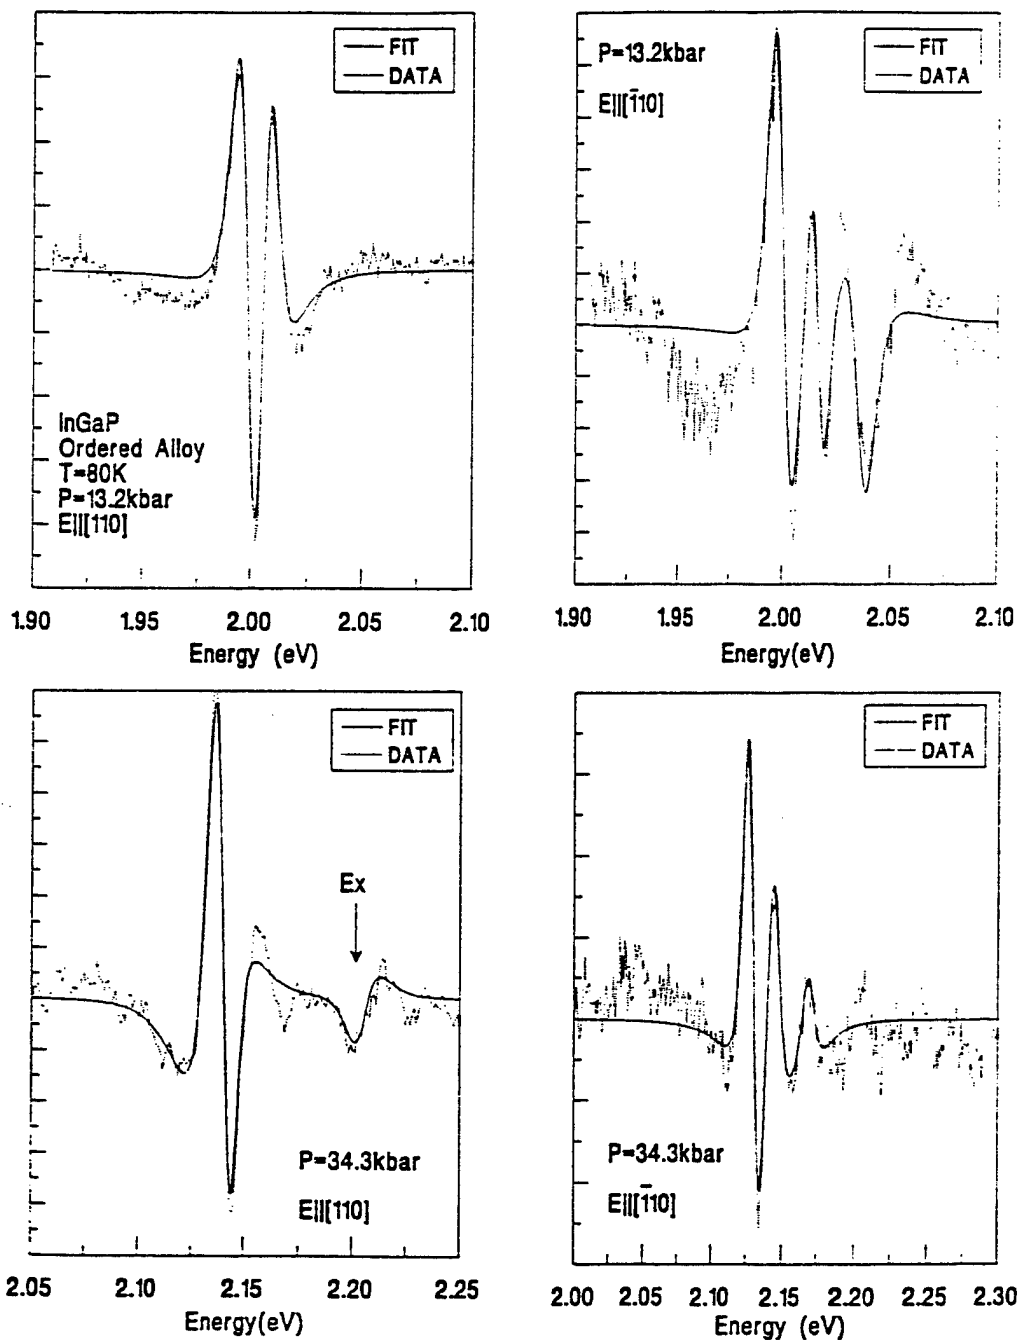 FIT
DATA
InGaP
Ordered Alloy
T=80K
P=13.2kbar
E||[110]
1.90 1.95 2.00 2.05 2.10
Energy (eV)
P=13.2kbar
E||[1̄10]
FIT
DATA
1.90 1.95 2.00 2.05 2.10
Energy(eV)
FIT
DATA
Ex
P=34.3kbar
E||[110]
2.05 2.10 2.15 2.20 2.25
Energy(eV)
FIT
DATA
P=34.3kbar
E||[1̄10]
2.00 2.05 2.10 2.15 2.20 2.25 2.30
Energy (eV)